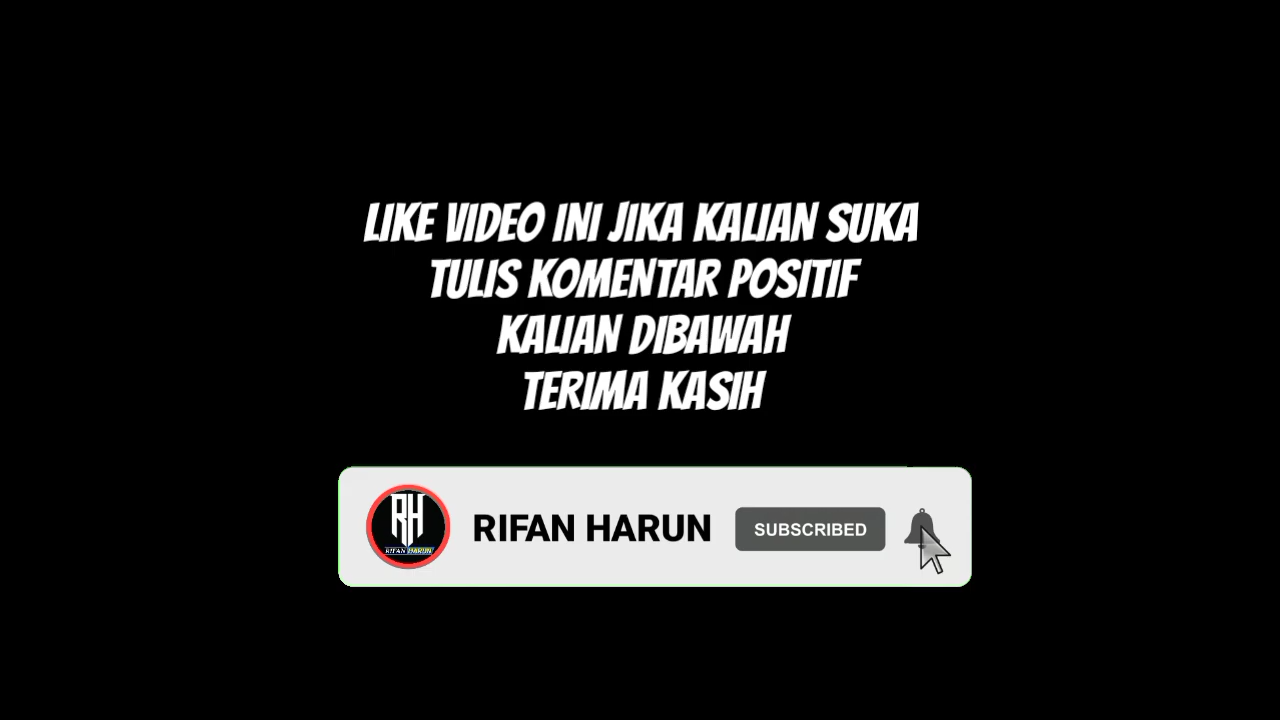 LIKE VIDEO INI JIKA KALIAN SUKA
TULIS KOMENTAR POSITIF
KALIAN DIBAWAH
TERIMA KASIH
RH
RIFAN HARUN
RIFAN HARUN
SUBSCRIBED